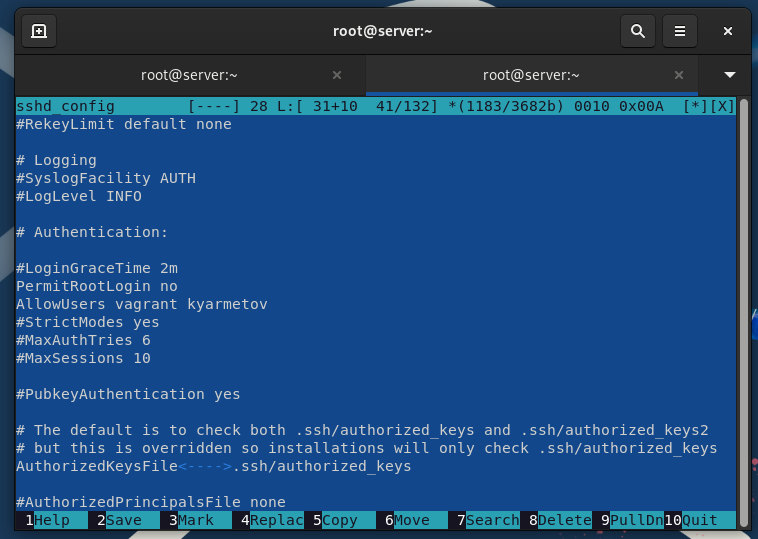 root@server:~
root@server:~ root@server:~
sshd_config [----] 28 L:[ 31+10 41/132] *(1183/3682b) 0010 0x00A [*][X]
#RekeyLimit default none
# Logging
#SyslogFacility AUTH
#LogLevel INFO
# Authentication:
#LoginGraceTime 2m
PermitRootLogin no
AllowUsers vagrant kyarmetov
#StrictModes yes
#MaxAuthTries 6
#MaxSessions 10
#PubkeyAuthentication yes
# The default is to check both .ssh/authorized_keys and .ssh/authorized_keys2
# but this is overridden so installations will only check .ssh/authorized_keys
AuthorizedKeysFile<---->.ssh/authorized_keys
#AuthorizedPrincipalsFile none
1Help 2Save 3Mark 4Replac 5Copy 6Move 7Search 8Delete 9PullDn 10Quit